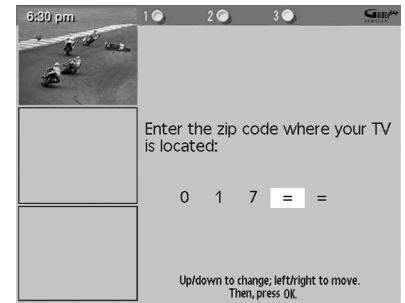 6:30 pm 1 2 3
Enter the zip code where your TV
is located:
0 1 7 = =
Up/down to change; left/right to move.
Then, press OK.